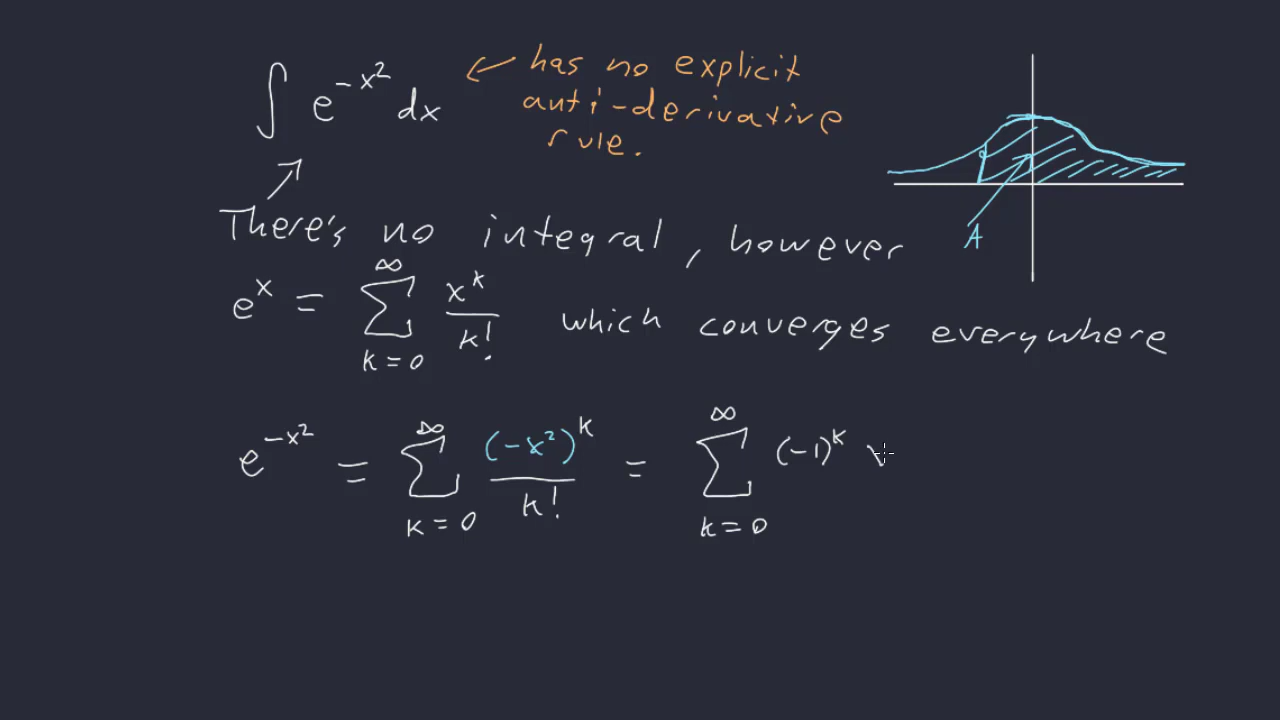 ∫ e^{-x²} dx ← has no explicit
anti-derivative
rule.
A
There's no integral, however
e^x = ∑_{k=0}^{∞} x^k / k! which converges everywhere
e^{-x²} = ∑_{k=0}^{∞} (-x²)^k / k! = ∑_{k=0}^{∞} (-1)^k